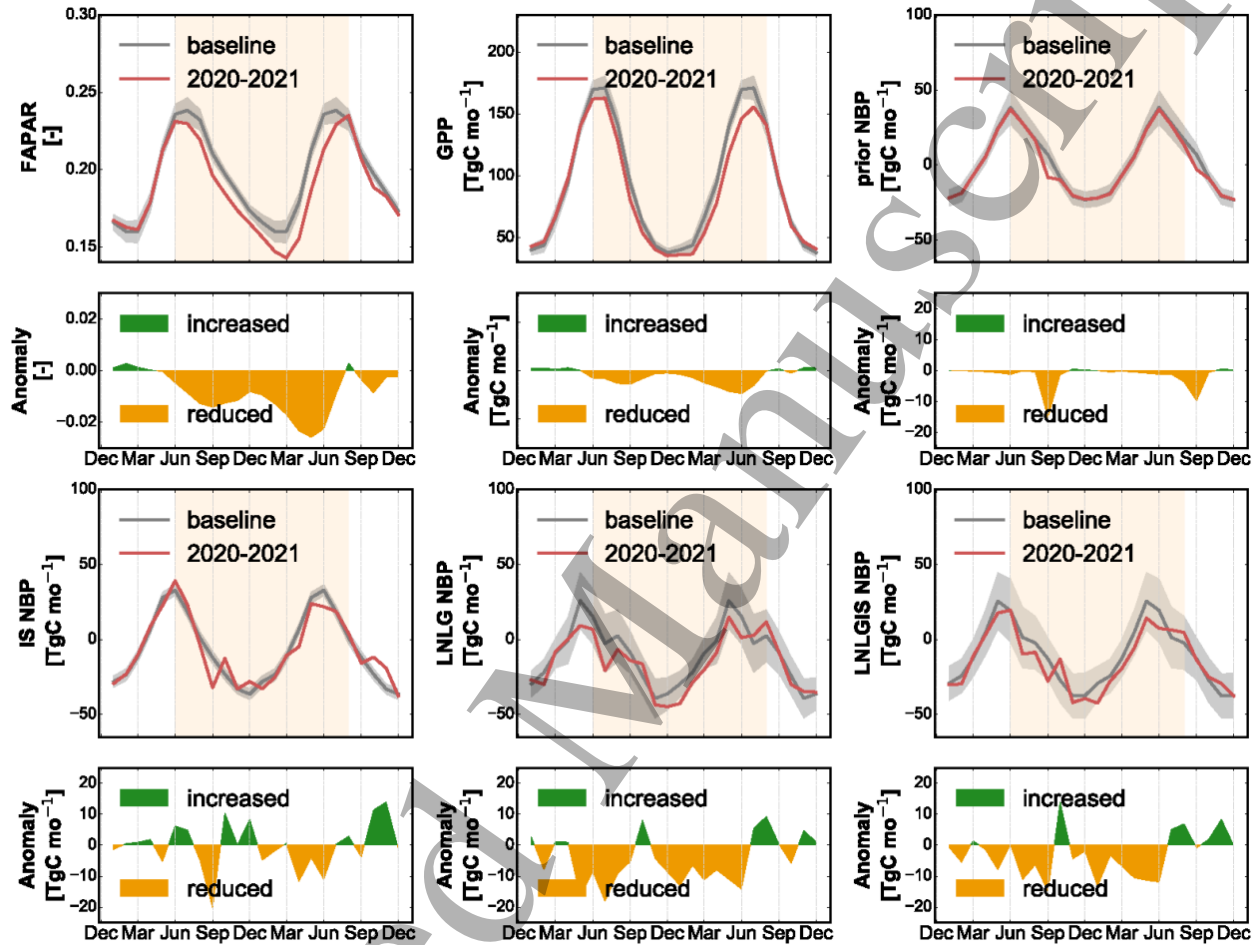 0.30
0.25
0.20
0.15
FAPAR
[-]
baseline
2020-2021
200
150
100
50
GPP
[TgC mo⁻¹]
baseline
2020-2021
100
50
0
−50
prior NBP
[TgC mo⁻¹]
baseline
2020-2021
0.02
0.00
−0.02
Anomaly
[-]
increased
reduced
Dec Mar Jun Sep Dec Mar Jun Sep Dec
Anomaly
[TgC mo⁻¹]
increased
reduced
Dec Mar Jun Sep Dec Mar Jun Sep Dec
20
10
0
−10
−20
Anomaly
[TgC mo⁻¹]
increased
reduced
Dec Mar Jun Sep Dec Mar Jun Sep Dec
100
50
0
−50
IS NBP
[TgC mo⁻¹]
baseline
2020-2021
100
50
0
−50
LNLG NBP
[TgC mo⁻¹]
baseline
2020-2021
100
50
0
−50
LNLGIS NBP
[TgC mo⁻¹]
baseline
2020-2021
20
10
0
−10
−20
Anomaly
[TgC mo⁻¹]
increased
reduced
Dec Mar Jun Sep Dec Mar Jun Sep Dec
20
10
0
−10
−20
Anomaly
[TgC mo⁻¹]
increased
reduced
Dec Mar Jun Sep Dec Mar Jun Sep Dec
20
10
0
−10
−20
Anomaly
[TgC mo⁻¹]
increased
reduced
Dec Mar Jun Sep Dec Mar Jun Sep Dec
d Manuscrip